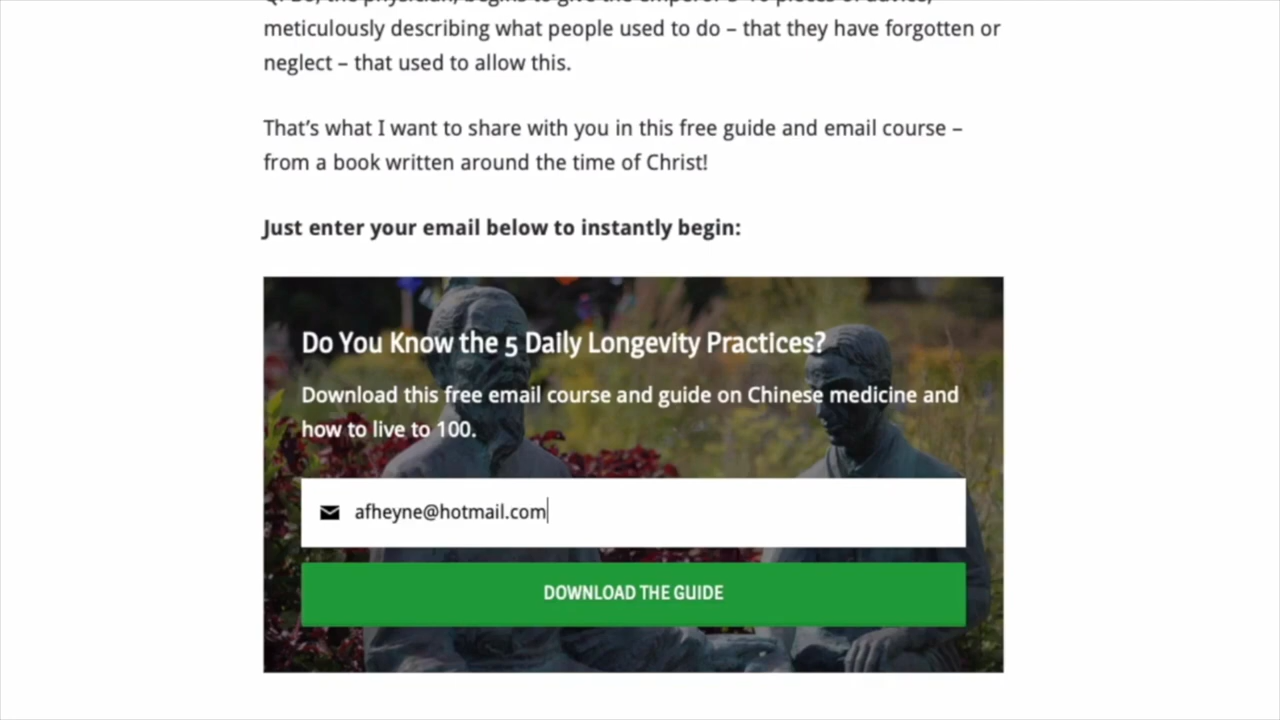 meticulously describing what people used to do – that they have forgotten or
neglect – that used to allow this.
That’s what I want to share with you in this free guide and email course –
from a book written around the time of Christ!
Just enter your email below to instantly begin:
Do You Know the 5 Daily Longevity Practices?
Download this free email course and guide on Chinese medicine and
how to live to 100.
afheyne@hotmail.com
DOWNLOAD THE GUIDE